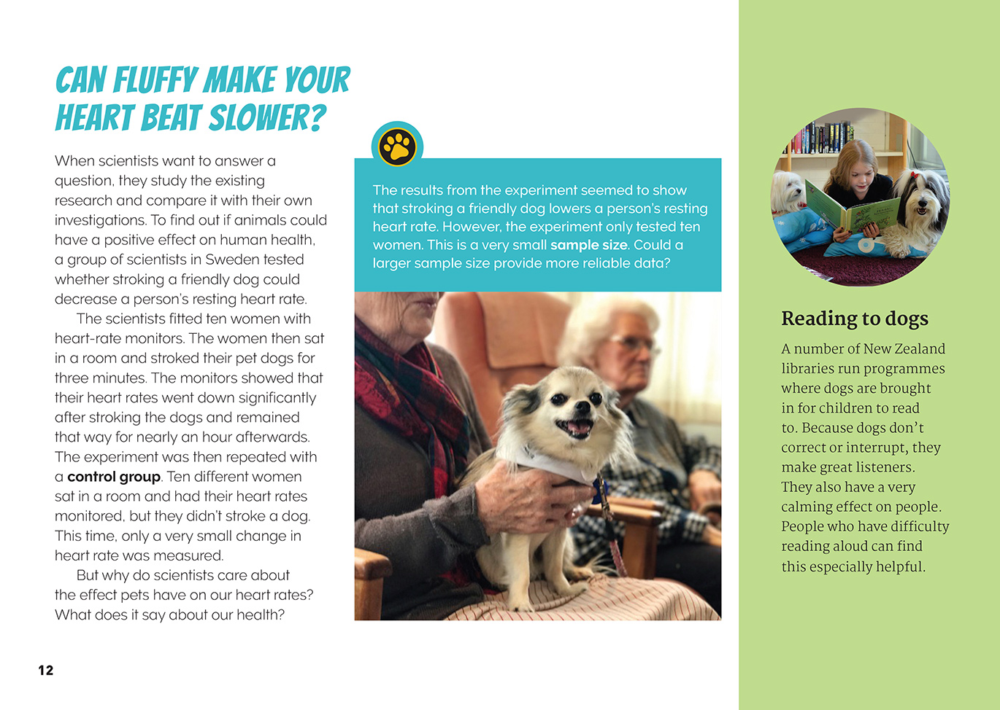 CAN FLUFFY MAKE YOUR
HEART BEAT SLOWER?
When scientists want to answer a
question, they study the existing
research and compare it with their own
investigations. To find out if animals could
have a positive effect on human health,
a group of scientists in Sweden tested
whether stroking a friendly dog could
decrease a person’s resting heart rate.
The scientists fitted ten women with
heart-rate monitors. The women then sat
in a room and stroked their pet dogs for
three minutes. The monitors showed that
their heart rates went down significantly
after stroking the dogs and remained
that way for nearly an hour afterwards.
The experiment was then repeated with
a control group. Ten different women
sat in a room and had their heart rates
monitored, but they didn’t stroke a dog.
This time, only a very small change in
heart rate was measured.
But why do scientists care about
the effect pets have on our heart rates?
What does it say about our health?
The results from the experiment seemed to show
that stroking a friendly dog lowers a person’s resting
heart rate. However, the experiment only tested ten
women. This is a very small sample size. Could a
larger sample size provide more reliable data?
Reading to dogs
A number of New Zealand
libraries run programmes
where dogs are brought
in for children to read
to. Because dogs don’t
correct or interrupt, they
make great listeners.
They also have a very
calming effect on people.
People who have difficulty
reading aloud can find
this especially helpful.
12